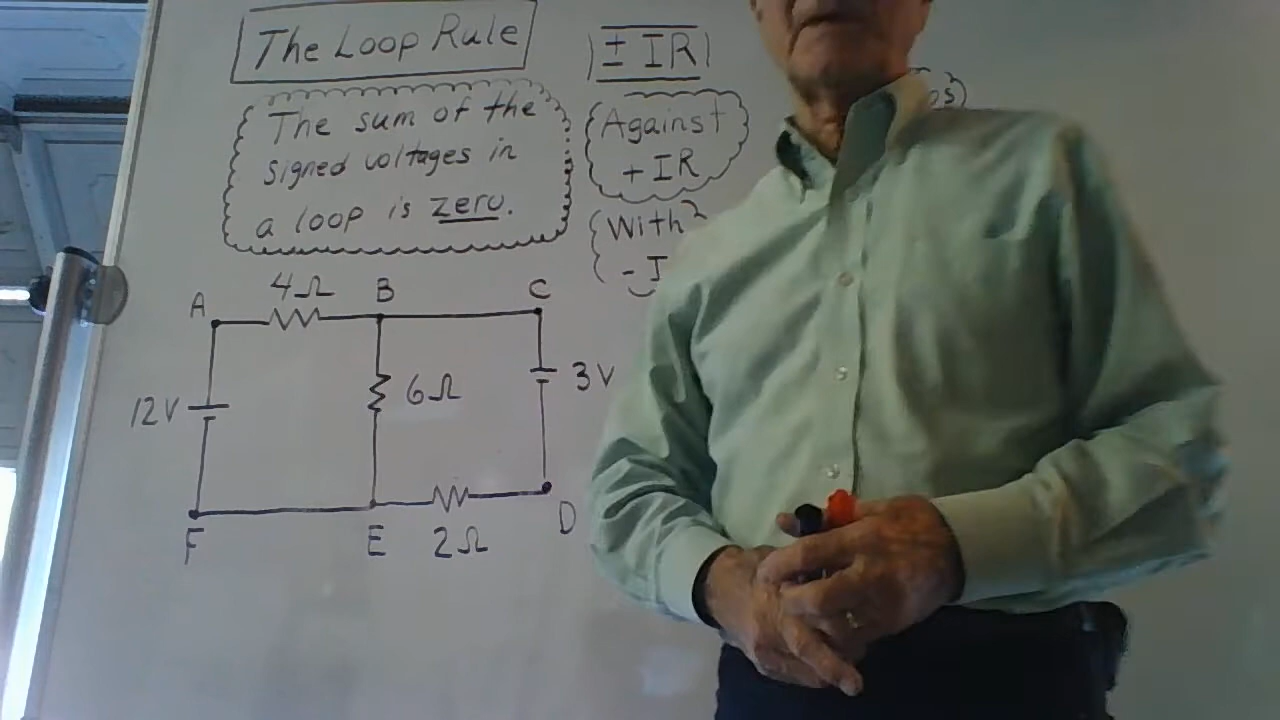 The Loop Rule
The sum of the
signed voltages in
a loop is zero.
|± IR|
Against
+ IR
With
- I
A
4Ω
B
C
12V
6Ω
3V
F
E
2Ω
D